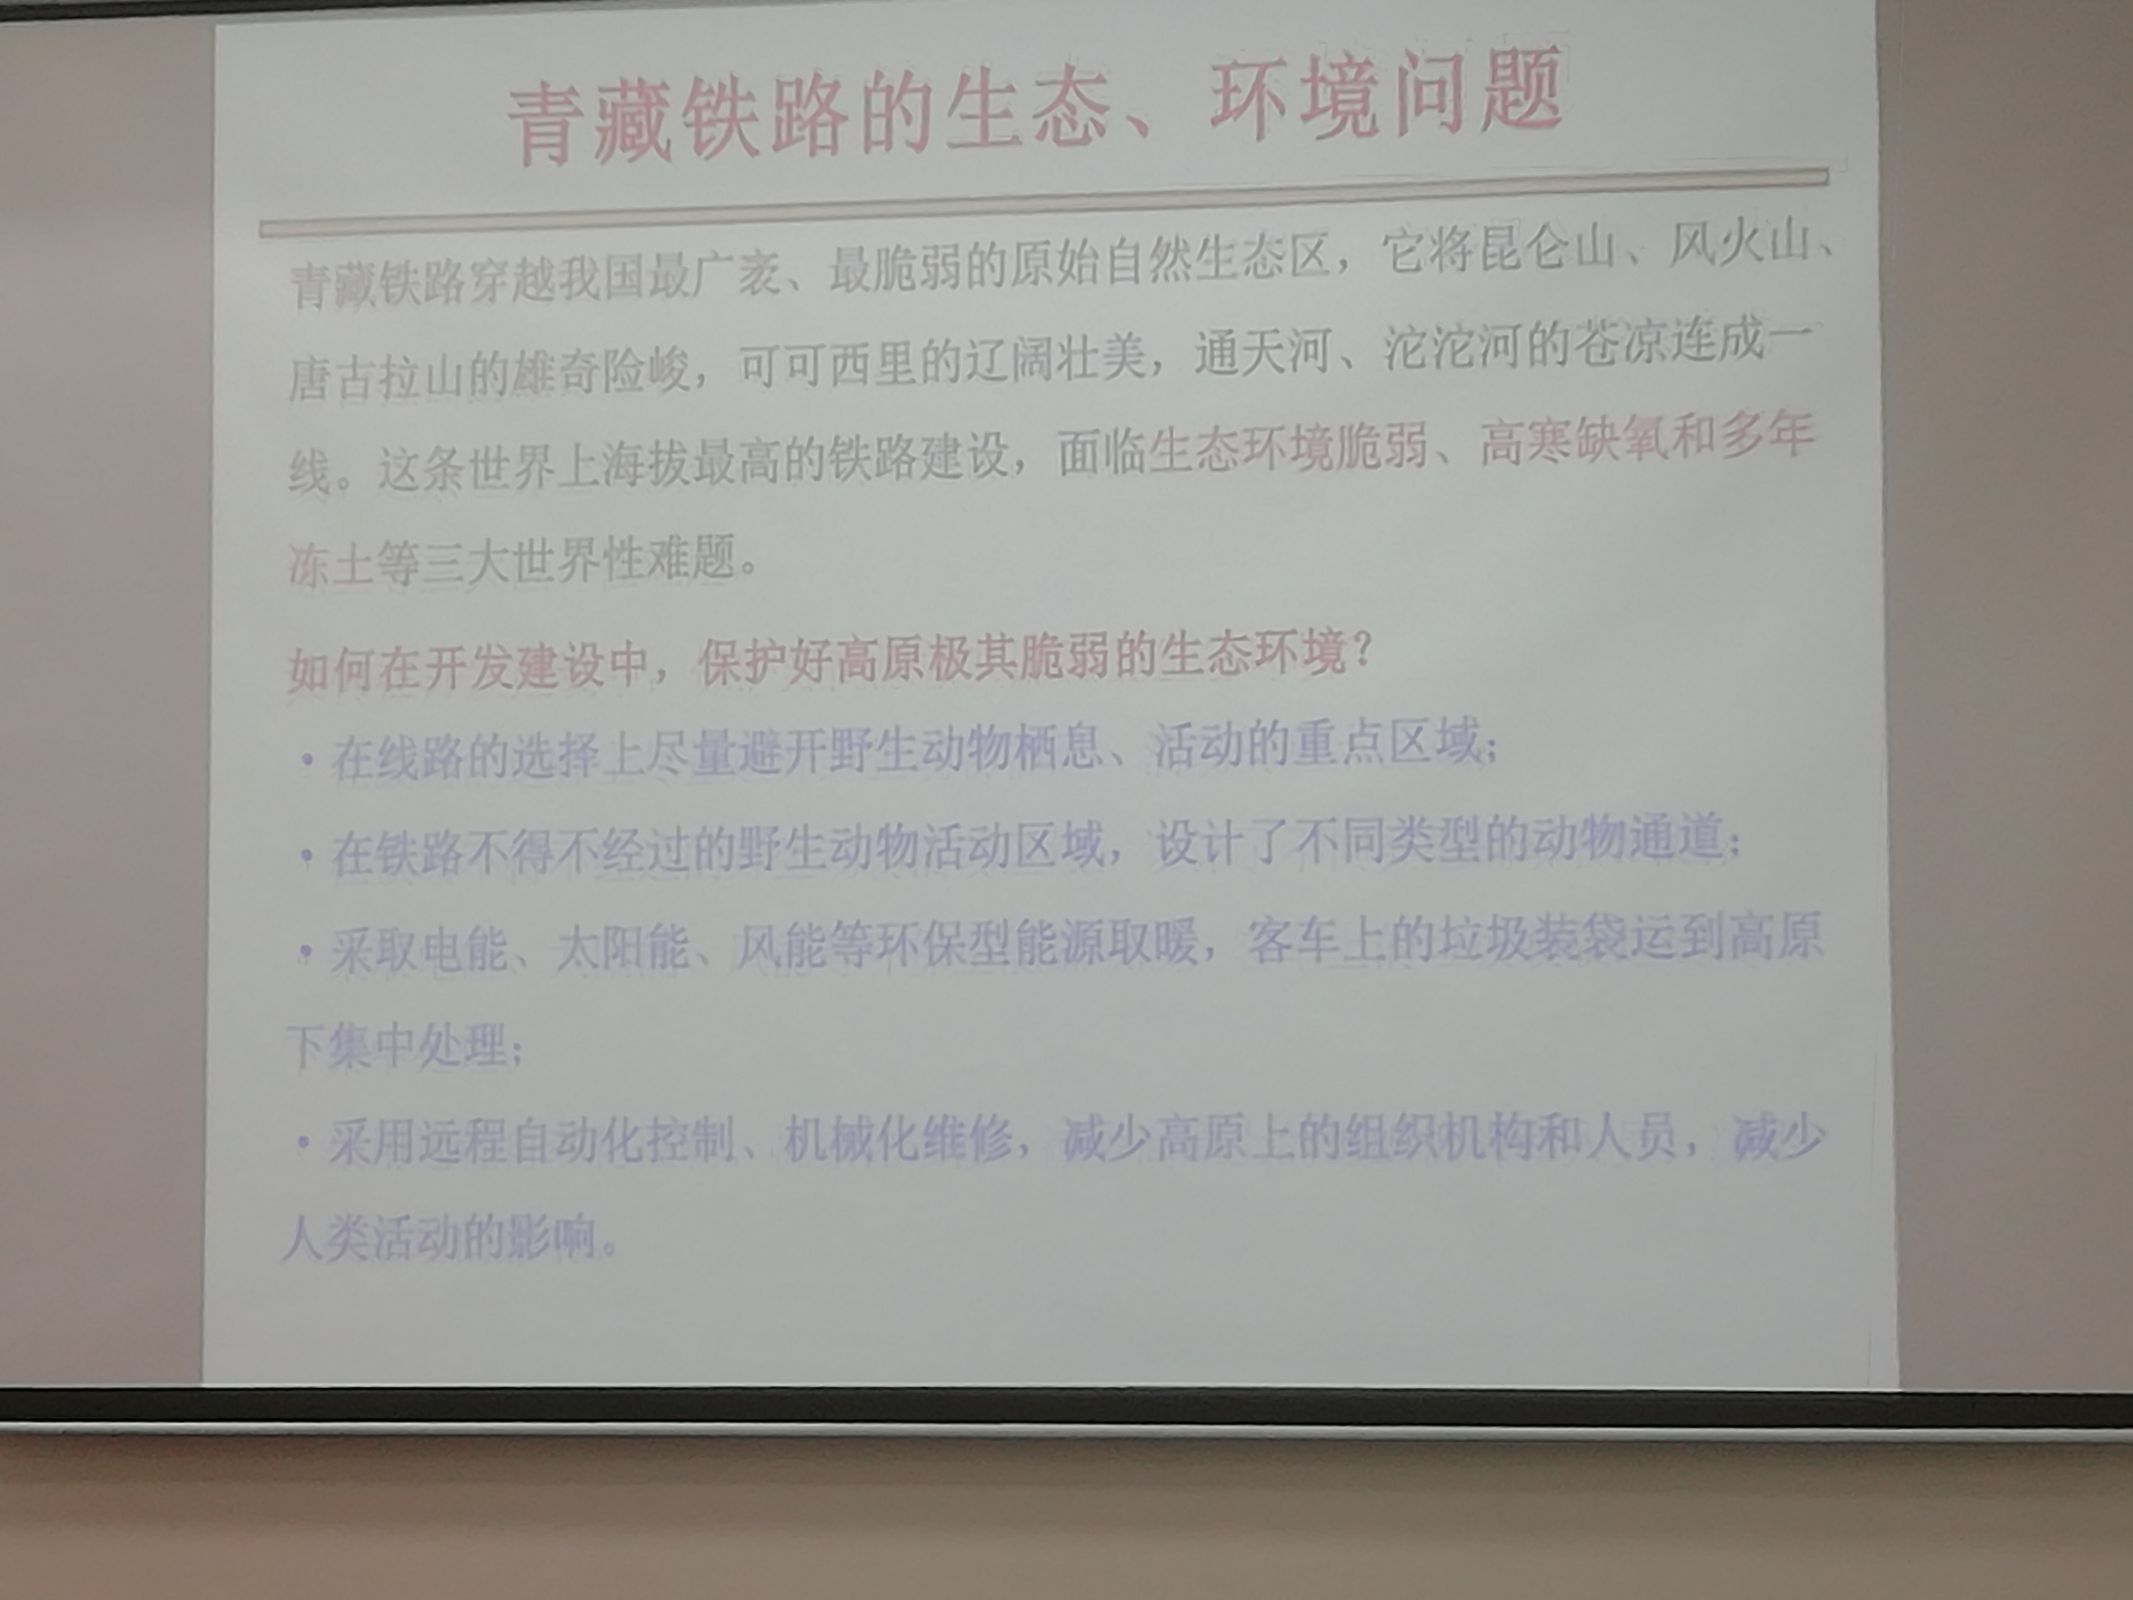 青藏铁路的生态、环境问题
青藏铁路穿越我国最广袤、最脆弱的原始自然生态区，它将昆仑山、风火山、
唐古拉山的雄奇险峻，可可西里的辽阔壮美，通天河、沱沱河的苍凉连成一
线。这条世界上海拔最高的铁路建设，面临生态环境脆弱、高寒缺氧和多年
冻土等三大世界性难题。
如何在开发建设中，保护好高原极其脆弱的生态环境？
·在线路的选择上尽量避开野生动物栖息、活动的重点区域；
·在铁路不得不经过的野生动物活动区域，设计了不同类型的动物通道；
·采取电能、太阳能、风能等环保型能源取暖，客车上的垃圾装袋运到高原
下集中处理；
·采用远程自动化控制、机械化维修，减少高原上的组织机构和人员，减少
人类活动的影响。